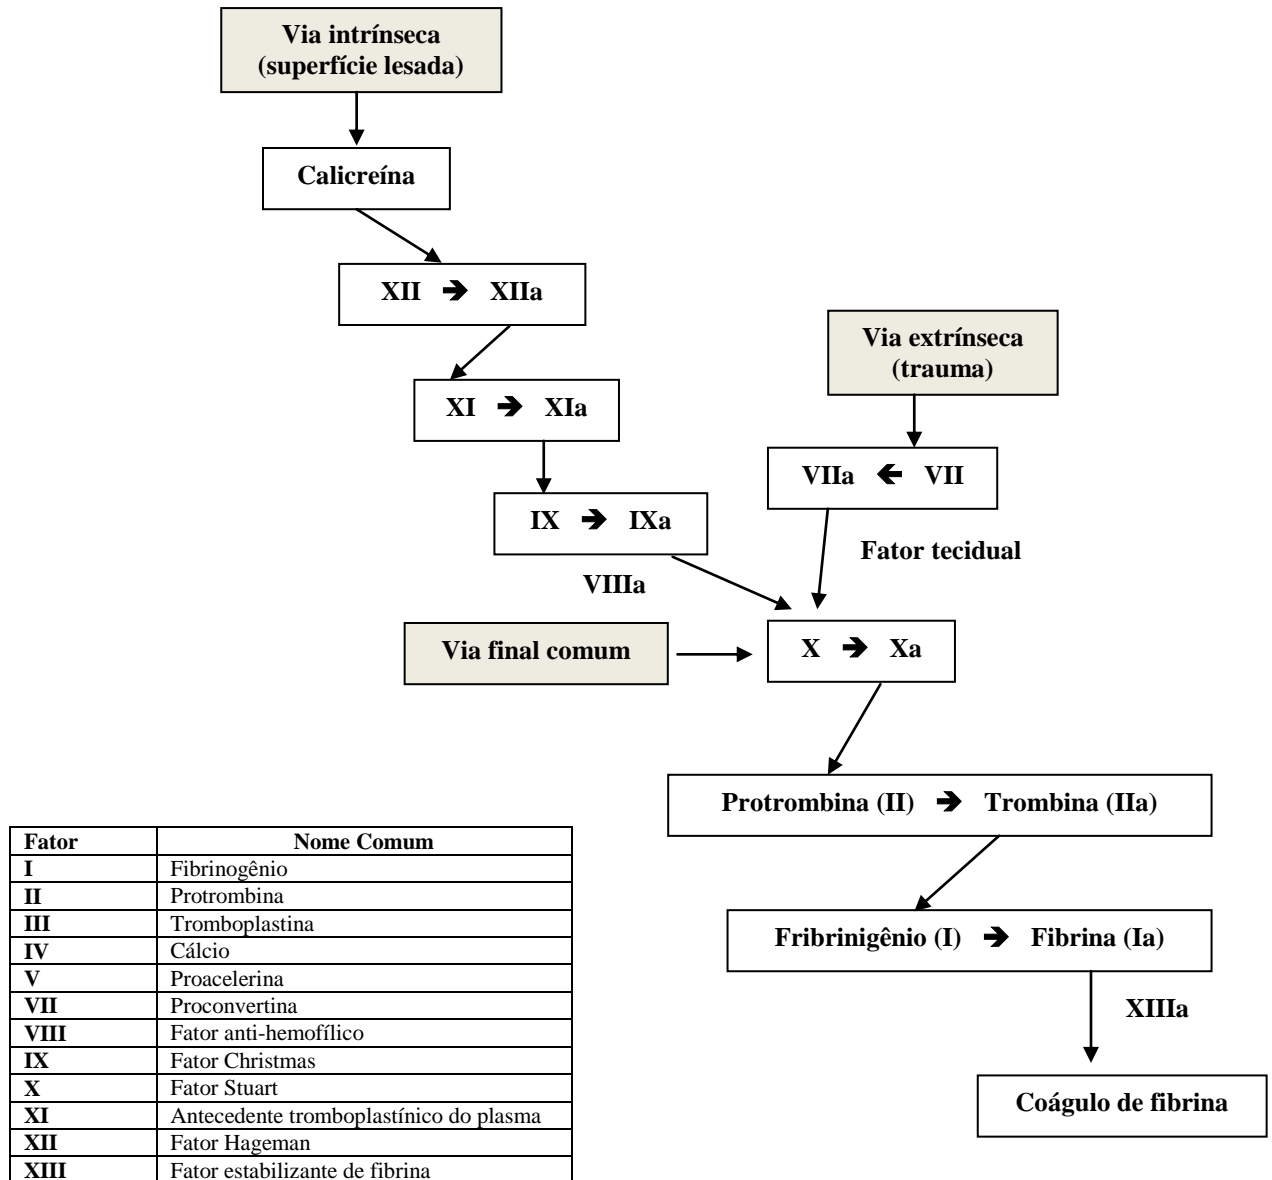 Via intrínseca
(superfície lesada)
Calicreína
XII ➔ XIIa
Via extrínseca
(trauma)
XI ➔ XIa
VIIa 🡸 VII
IX ➔ IXa
Fator tecidual
VIIIa
Via final comum
X ➔ Xa
Protrombina (II) ➔ Trombina (IIa)
Fribrinigênio (I) ➔ Fibrina (Ia)
XIIIa
Coágulo de fibrina
Fator Nome Comum
I Fibrinogênio
II Protrombina
III Tromboplastina
IV Cálcio
V Proacelerina
VII Proconvertina
VIII Fator anti-hemofílico
IX Fator Christmas
X Fator Stuart
XI Antecedente tromboplastínico do plasma
XII Fator Hageman
XIII Fator estabilizante de fibrina